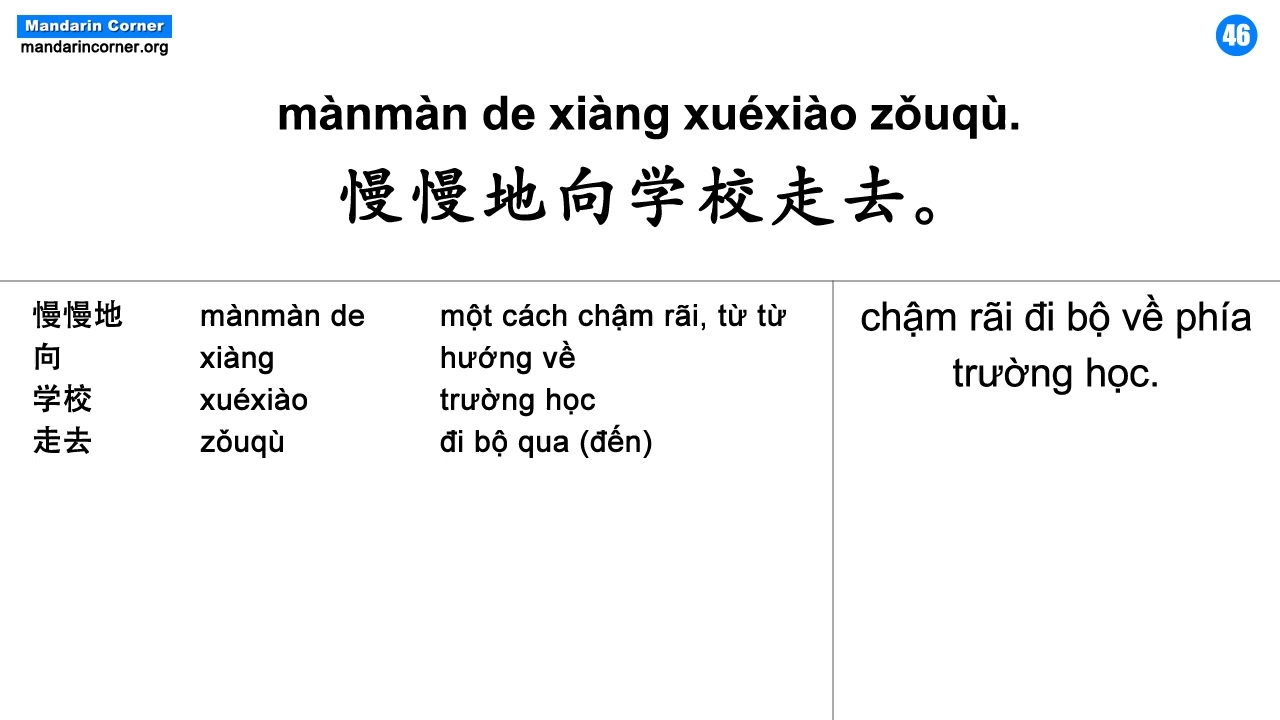 Mandarin Corner
mandarincorner.org
46
mànmàn de xiàng xuéxiào zǒuqù.
慢慢地向学校走去。
慢慢地 mànmàn de một cách chậm rãi, từ từ
向 xiàng hướng về
学校 xuéxiào trường học
走去 zǒuqù đi bộ qua (đến)
chậm rãi đi bộ về phía
trường học.